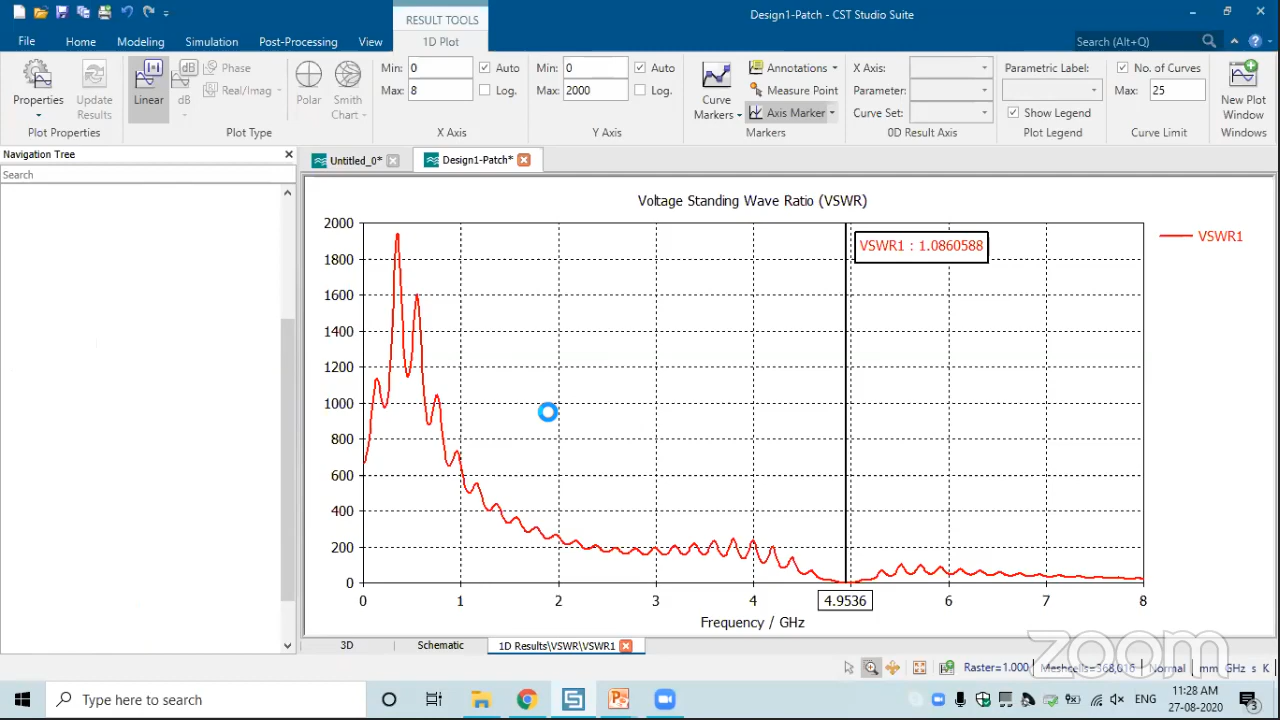 RESULT TOOLS
Design1-Patch - CST Studio Suite
File Home Modeling Simulation Post-Processing View 1D Plot Search (Alt+Q)
Properties
Update Results
Plot Properties
Linear
dB
Phase
Real/Imag
Polar
Smith Chart
Plot Type
Min: 0 Auto
Max: 8 Log.
X Axis
Min: 0 Auto
Max: 2000 Log.
Y Axis
Curve Markers
Annotations
Measure Point
Axis Marker
Markers
X Axis:
Parameter:
Curve Set:
0D Result Axis
Parametric Label:
Show Legend
Plot Legend
No. of Curves
Max: 25
Curve Limit
New Plot Window
Windows
Navigation Tree
Search
Untitled_0*
Design1-Patch*
Voltage Standing Wave Ratio (VSWR)
VSWR1 : 1.0860588
VSWR1
2000
1800
1600
1400
1200
1000
800
600
400
200
0
0 1 2 3 4 4.9536 6 7 8
Frequency / GHz
3D Schematic 1D Results\VSWR\VSWR1
zoom
Raster=1.000 Meshcells=368,016 Normal mm GHz s K
Type here to search
ENG
11:28 AM
27-08-2020
3